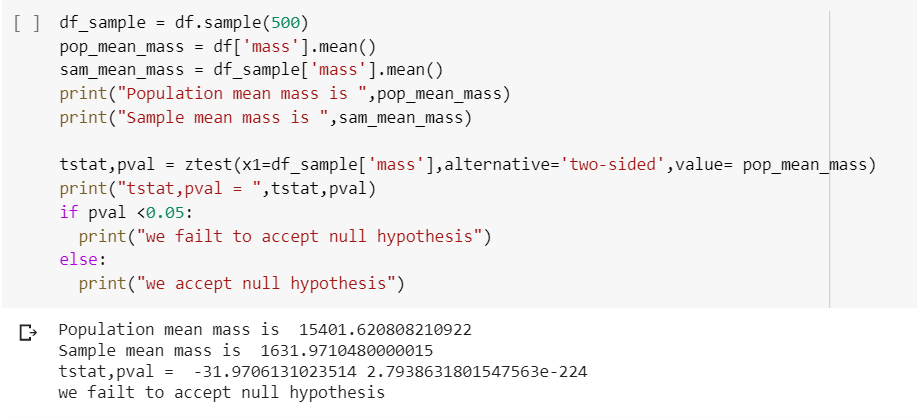 [ ] df_sample = df.sample(500)
pop_mean_mass = df['mass'].mean()
sam_mean_mass = df_sample['mass'].mean()
print("Population mean mass is ",pop_mean_mass)
print("Sample mean mass is ",sam_mean_mass)
tstat,pval = ztest(x1=df_sample['mass'],alternative='two-sided',value= pop_mean_mass)
print("tstat,pval = ",tstat,pval)
if pval <0.05:
print("we failt to accept null hypothesis")
else:
print("we accept null hypothesis")
Population mean mass is  15401.620808210922
Sample mean mass is  1631.9710480000015
tstat,pval =  -31.9706131023514 2.7938631801547563e-224
we failt to accept null hypothesis